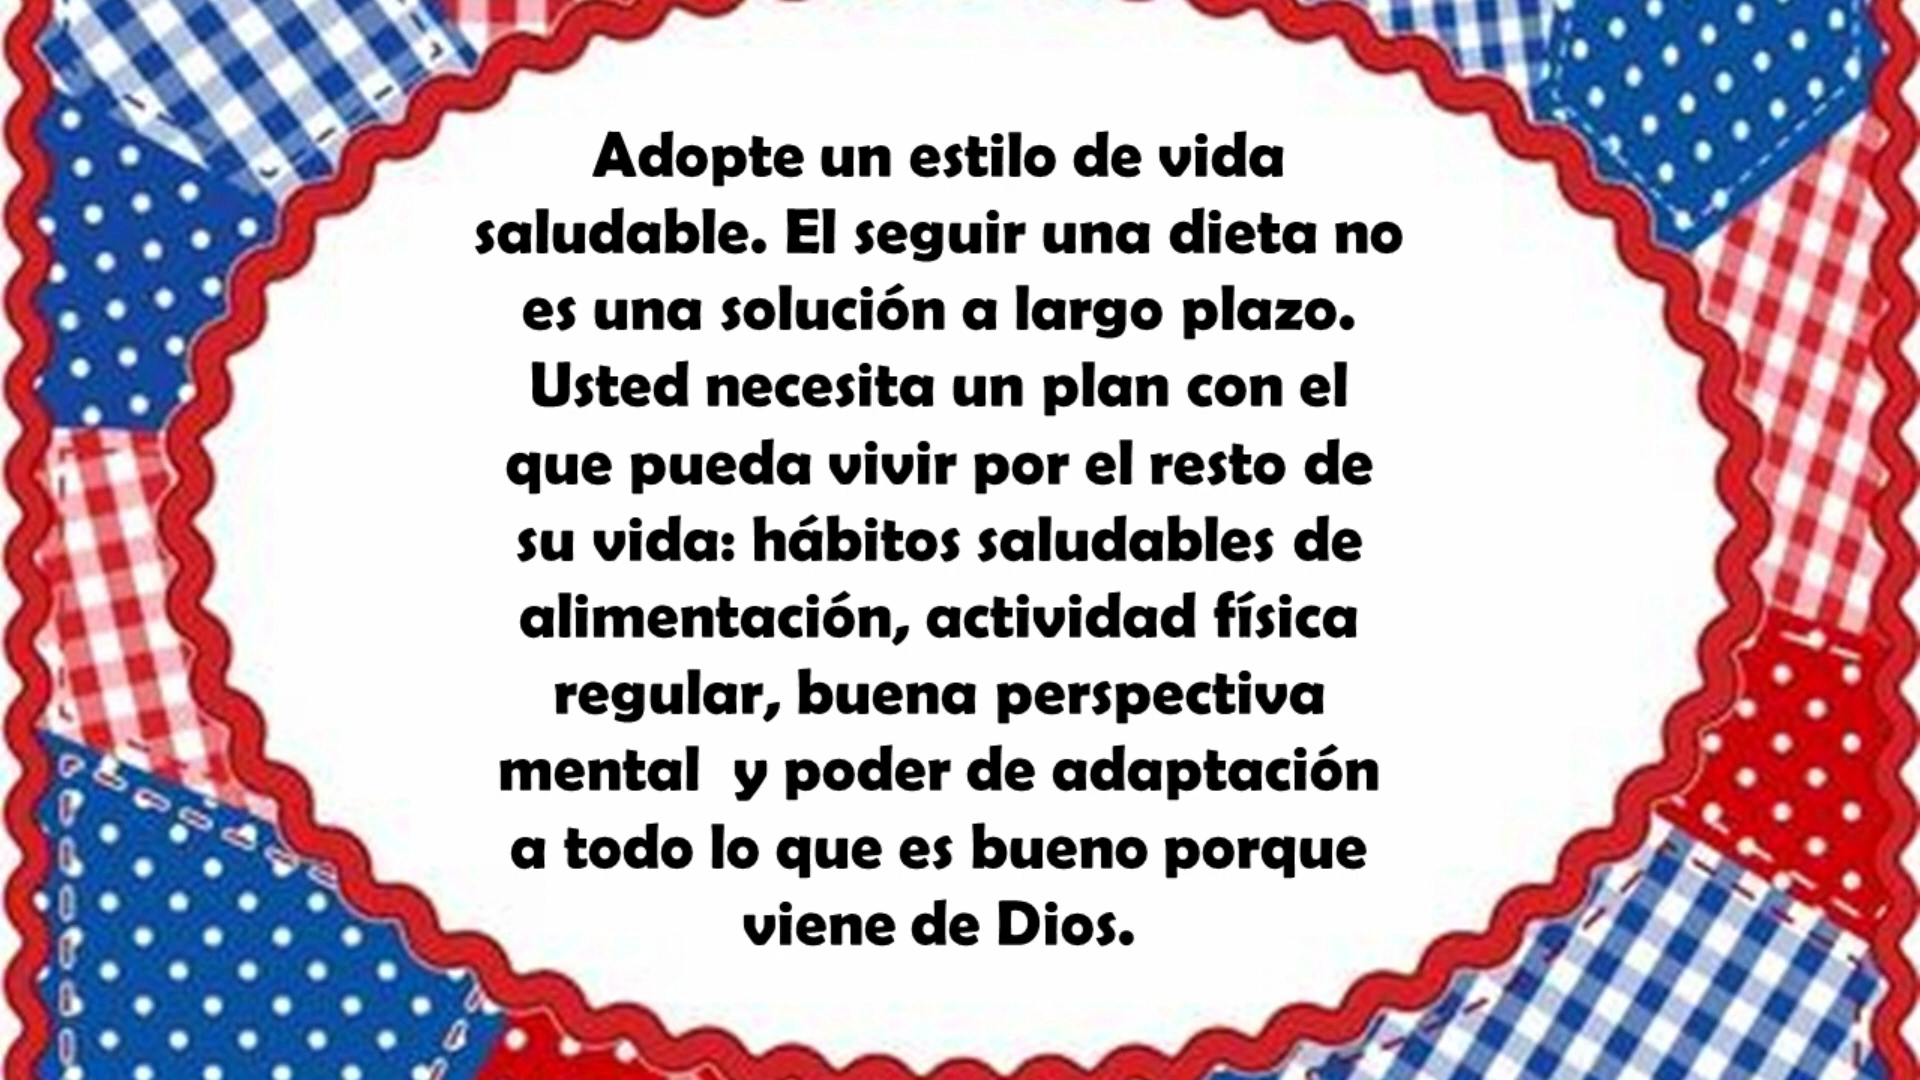 Adopte un estilo de vida
saludable. El seguir una dieta no
es una solución a largo plazo.
Usted necesita un plan con el
que pueda vivir por el resto de
su vida: hábitos saludables de
alimentación, actividad física
regular, buena perspectiva
mental  y poder de adaptación
a todo lo que es bueno porque
viene de Dios.